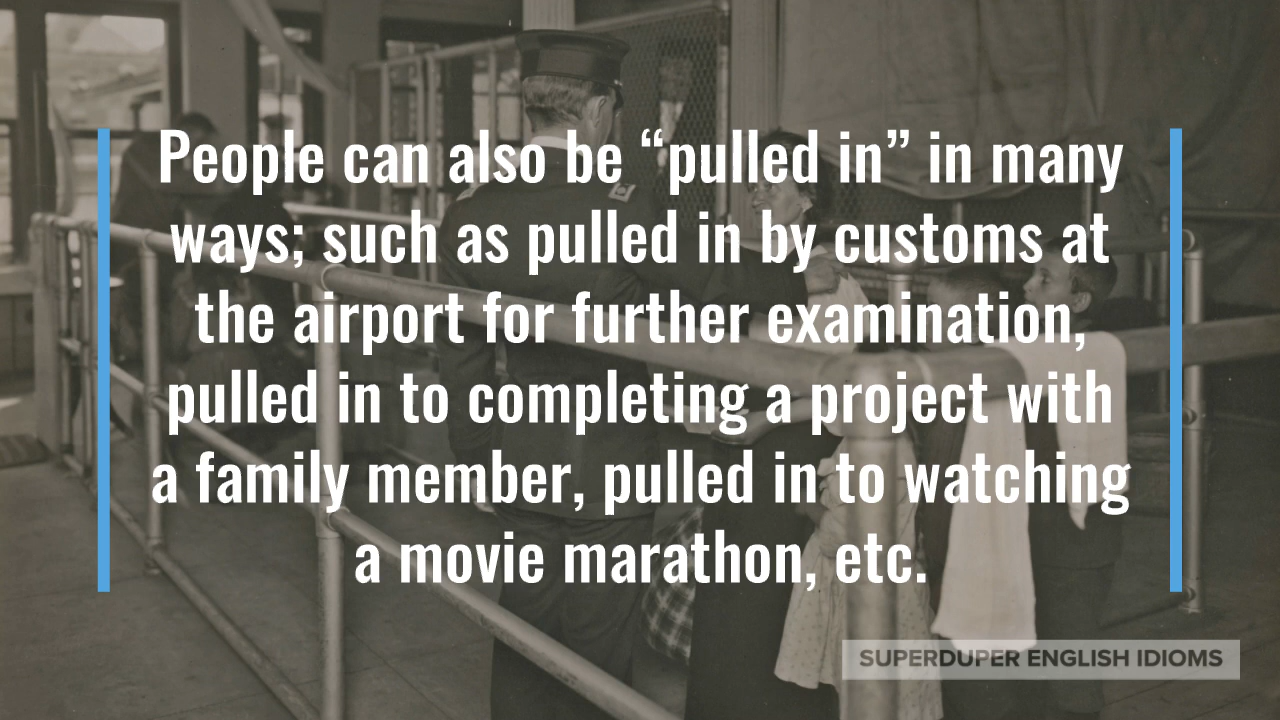 People can also be “pulled in” in many
ways; such as pulled in by customs at
the airport for further examination,
pulled in to completing a project with
a family member, pulled in to watching
a movie marathon, etc.
SUPERDUPER ENGLISH IDIOMS